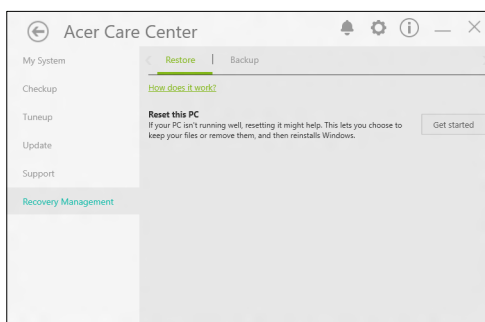 Acer Care Center
My System
Checkup
Tuneup
Update
Support
Recovery Management
Restore | Backup
How does it work?
Reset this PC
If your PC isn't running well, resetting it might help. This lets you choose to
keep your files or remove them, and then reinstalls Windows.
Get started